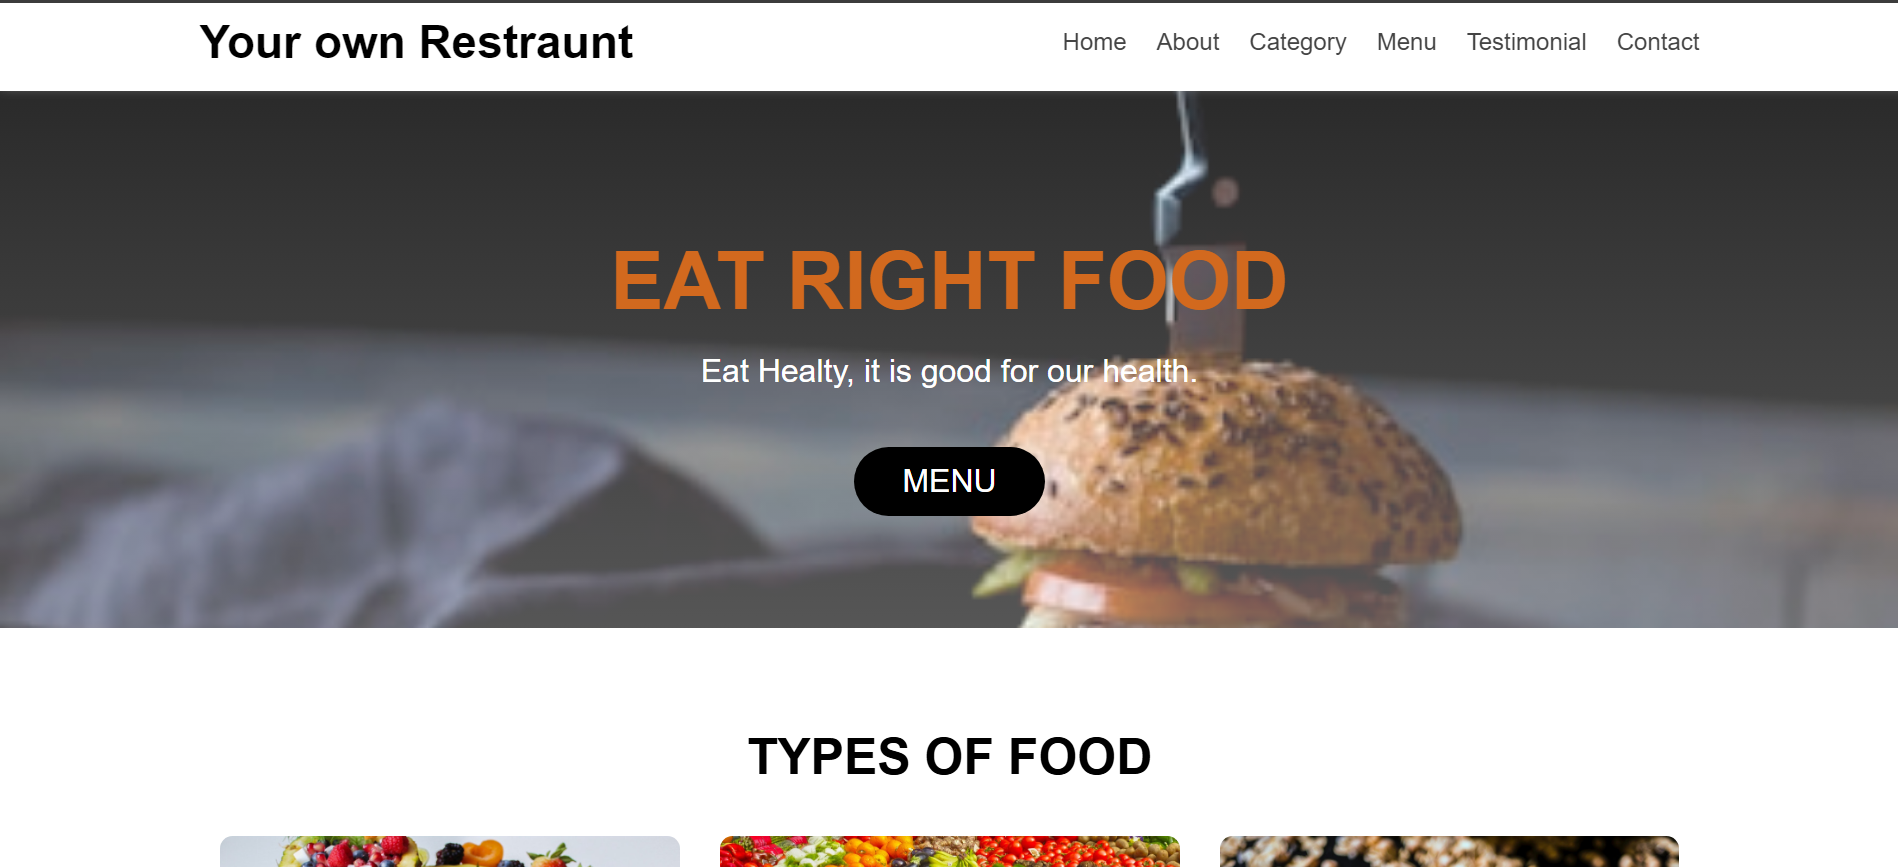 Your own Restraunt
Home About Category Menu Testimonial Contact
EAT RIGHT FOOD
Eat Healty, it is good for our health.
MENU
TYPES OF FOOD